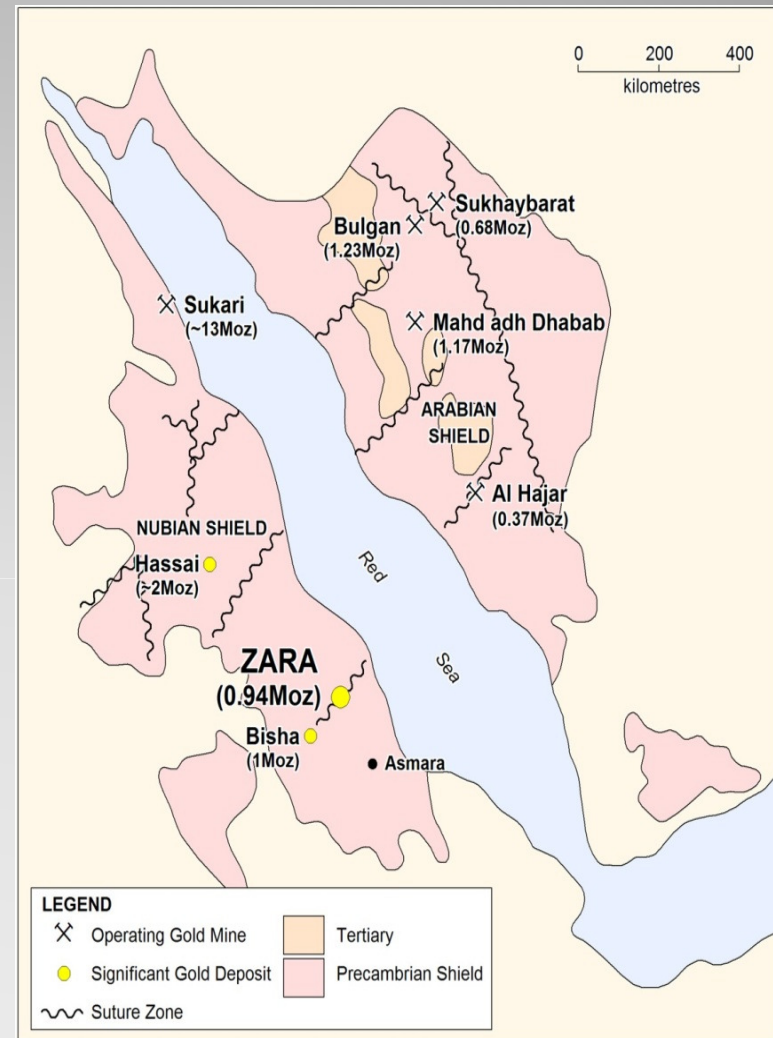 0 200 400
kilometres
Sukhaybarat
(0.68Moz)
Bulgan
(1.23Moz)
Sukari
(~13Moz)
Mahd adh Dhabab
(1.17Moz)
ARABIAN
SHIELD
Al Hajar
(0.37Moz)
NUBIAN SHIELD
Hassai
(~2Moz)
Red
Sea
ZARA
(0.94Moz)
Bisha
(1Moz)
Asmara
LEGEND
Operating Gold Mine
Significant Gold Deposit
Suture Zone
Tertiary
Precambrian Shield